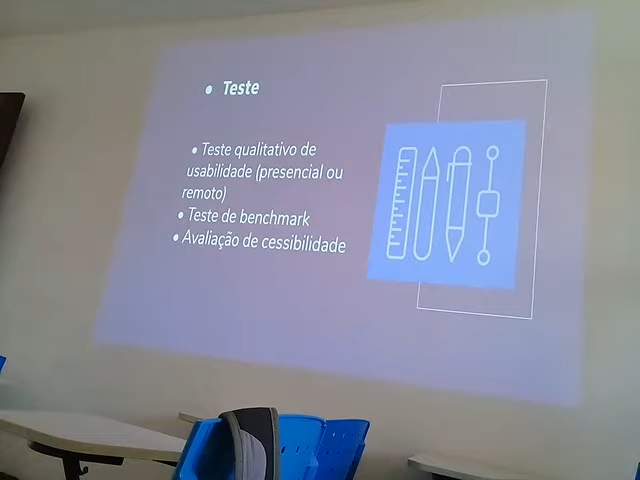 • Teste
• Teste qualitativo de
usabilidade (presencial ou
remoto)
• Teste de benchmark
• Avaliação de cessibilidade